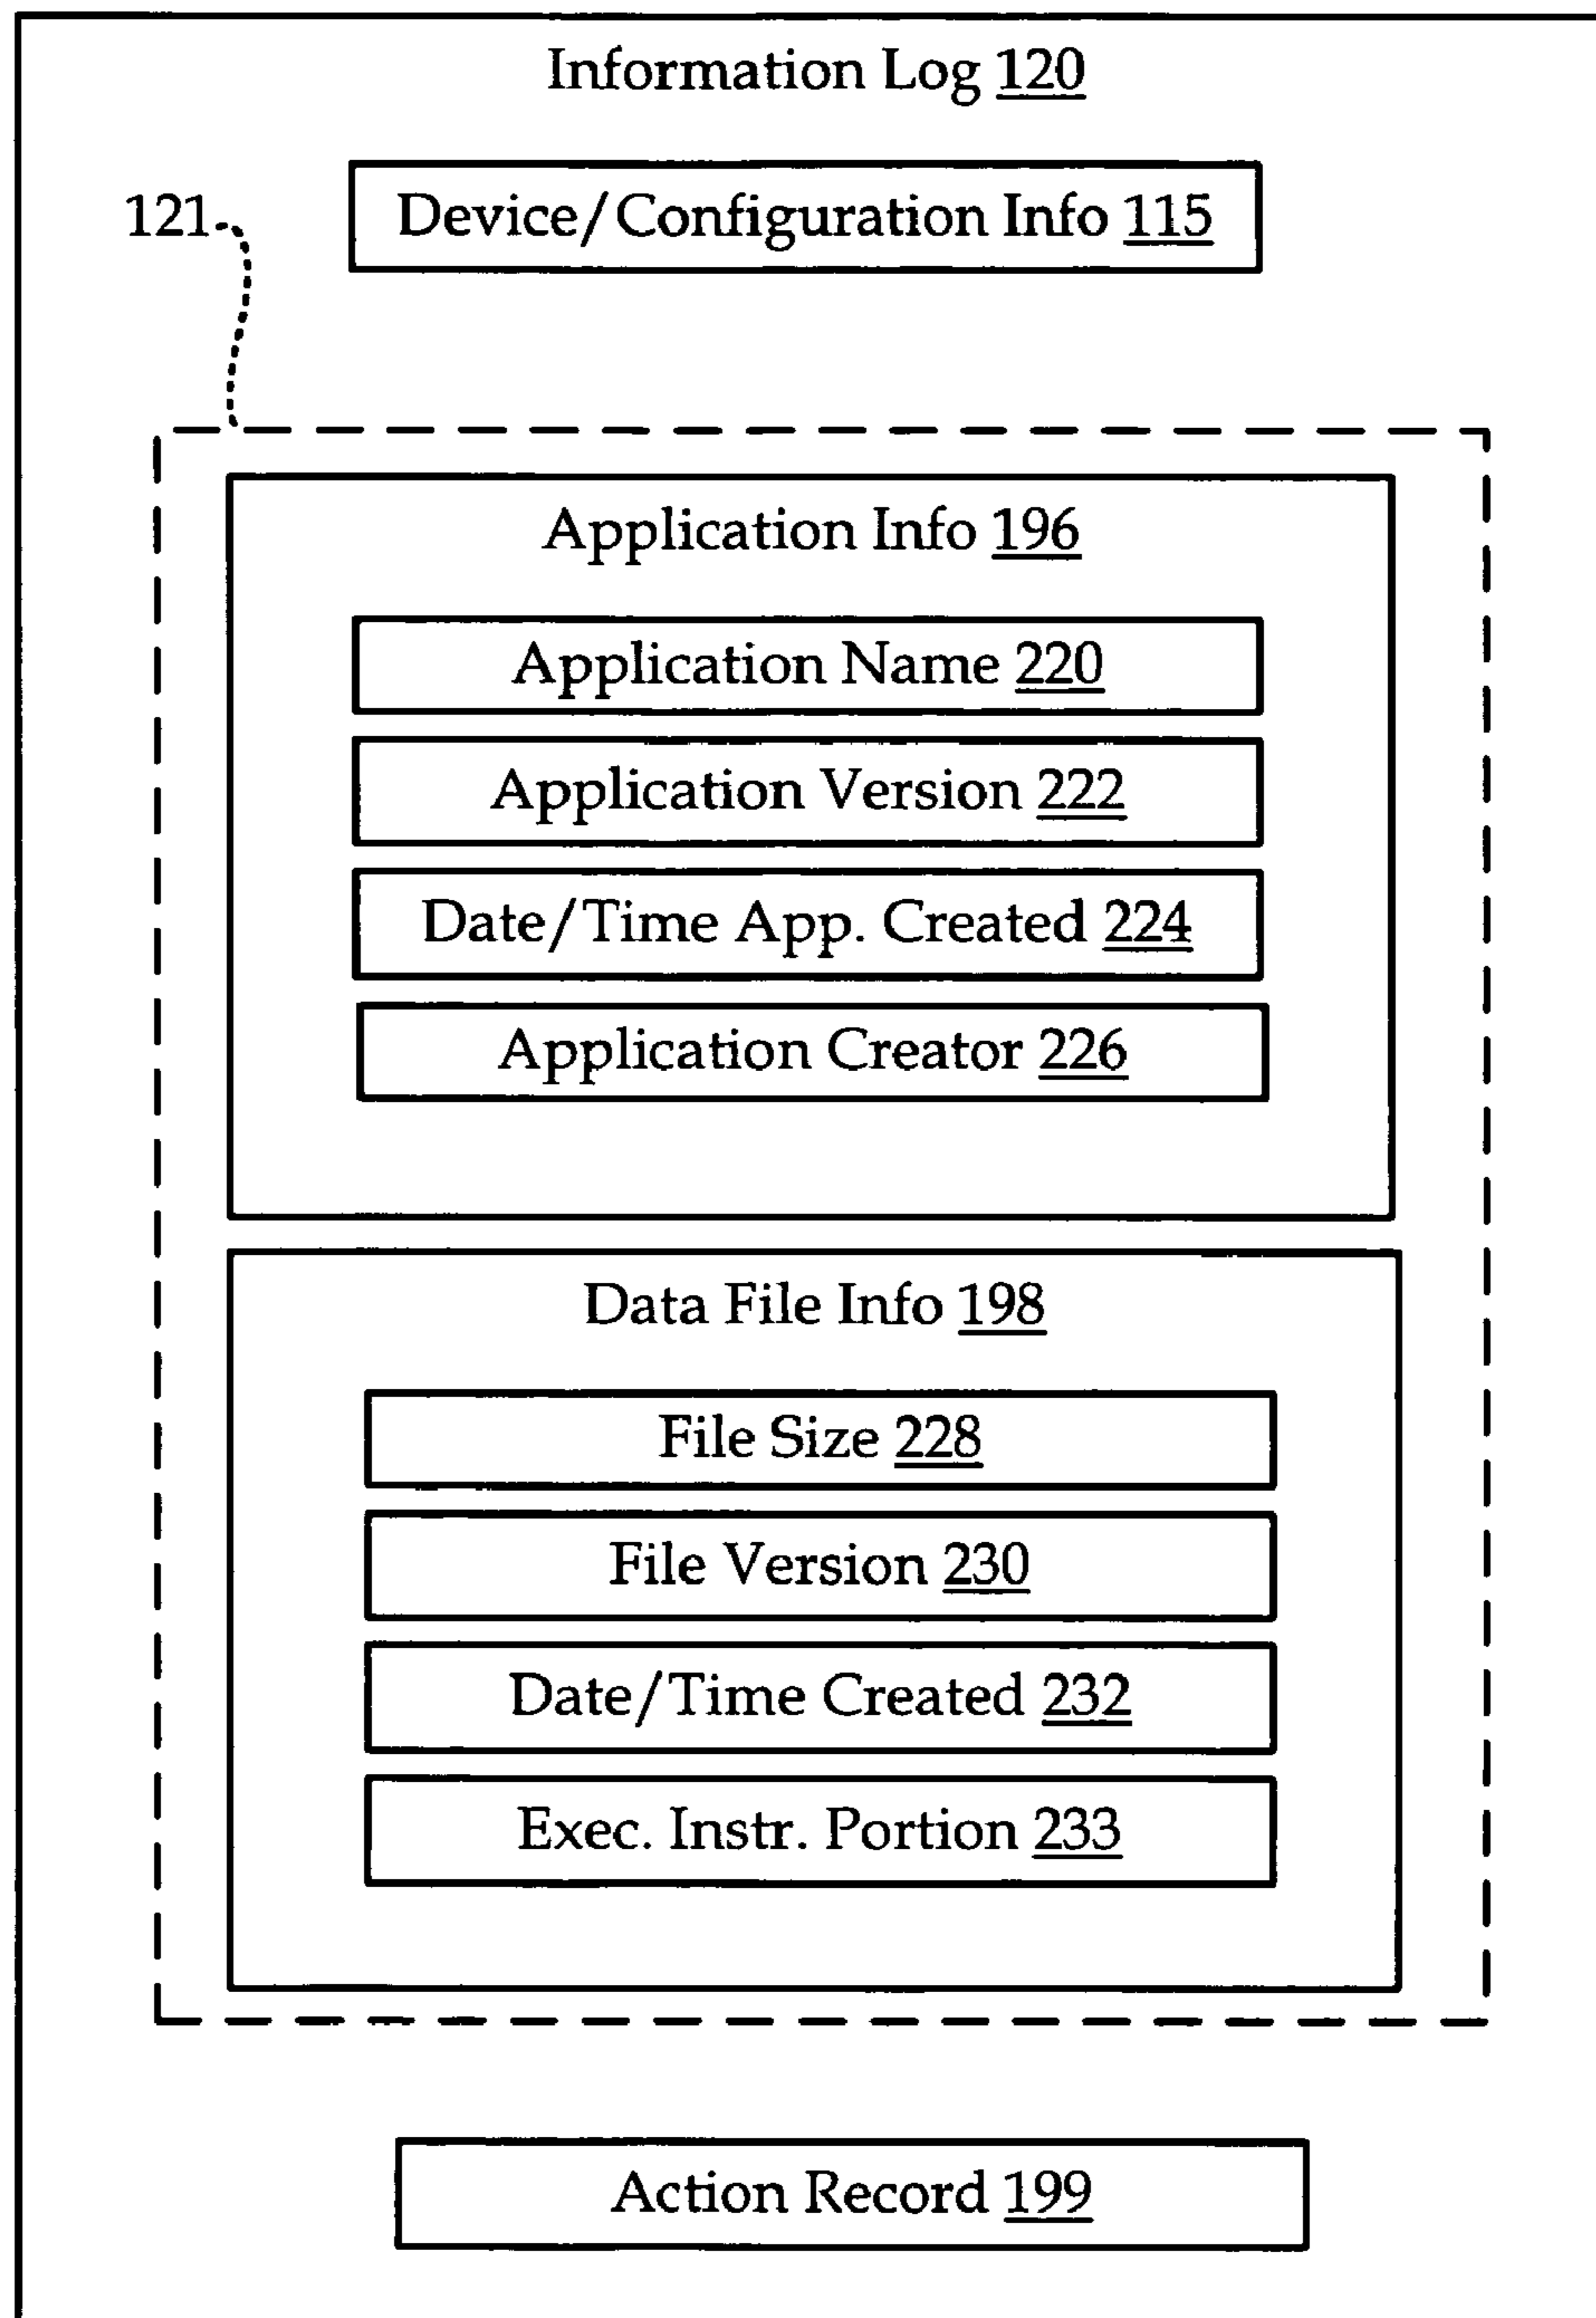 Information Log 120
Device/Configuration Info 115
121
Application Info 196
Application Name 220
Application Version 222
Date/Time App. Created 224
Application Creator 226
Data File Info 198
File Size 228
File Version 230
Date/Time Created 232
Exec. Instr. Portion 233
Action Record 199